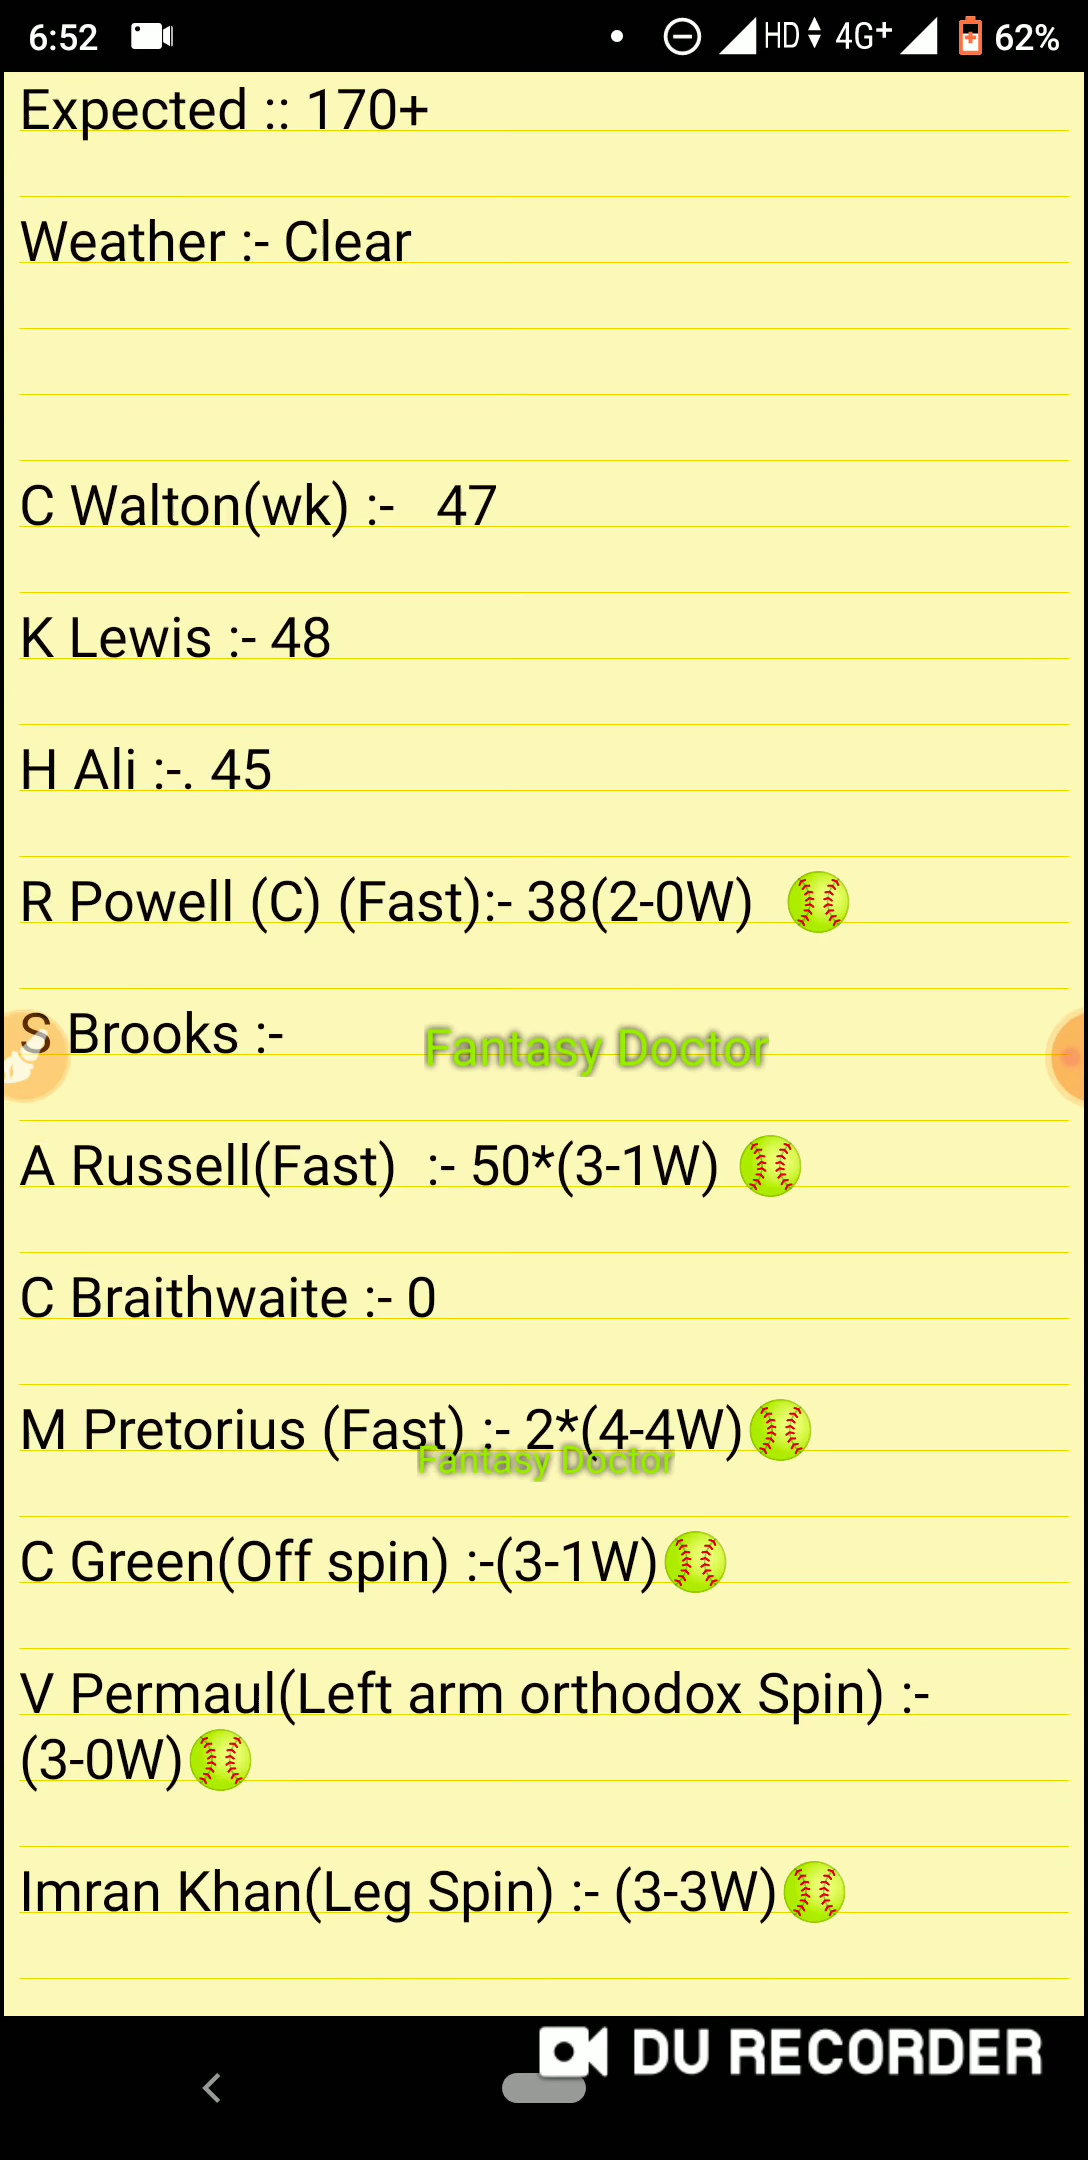 6:52 HD 4G+ 62%
Expected :: 170+
Weather :- Clear
C Walton(wk) :- 47
K Lewis :- 48
H Ali :-. 45
R Powell (C) (Fast):- 38(2-0W)
S Brooks :-
Fantasy Doctor
A Russell(Fast) :- 50*(3-1W)
C Braithwaite :- 0
M Pretorius (Fast) :- 2*(4-4W)
Fantasy Doctor
C Green(Off spin) :-(3-1W)
V Permaul(Left arm orthodox Spin) :-
(3-0W)
Imran Khan(Leg Spin) :- (3-3W)
DU RECORDER